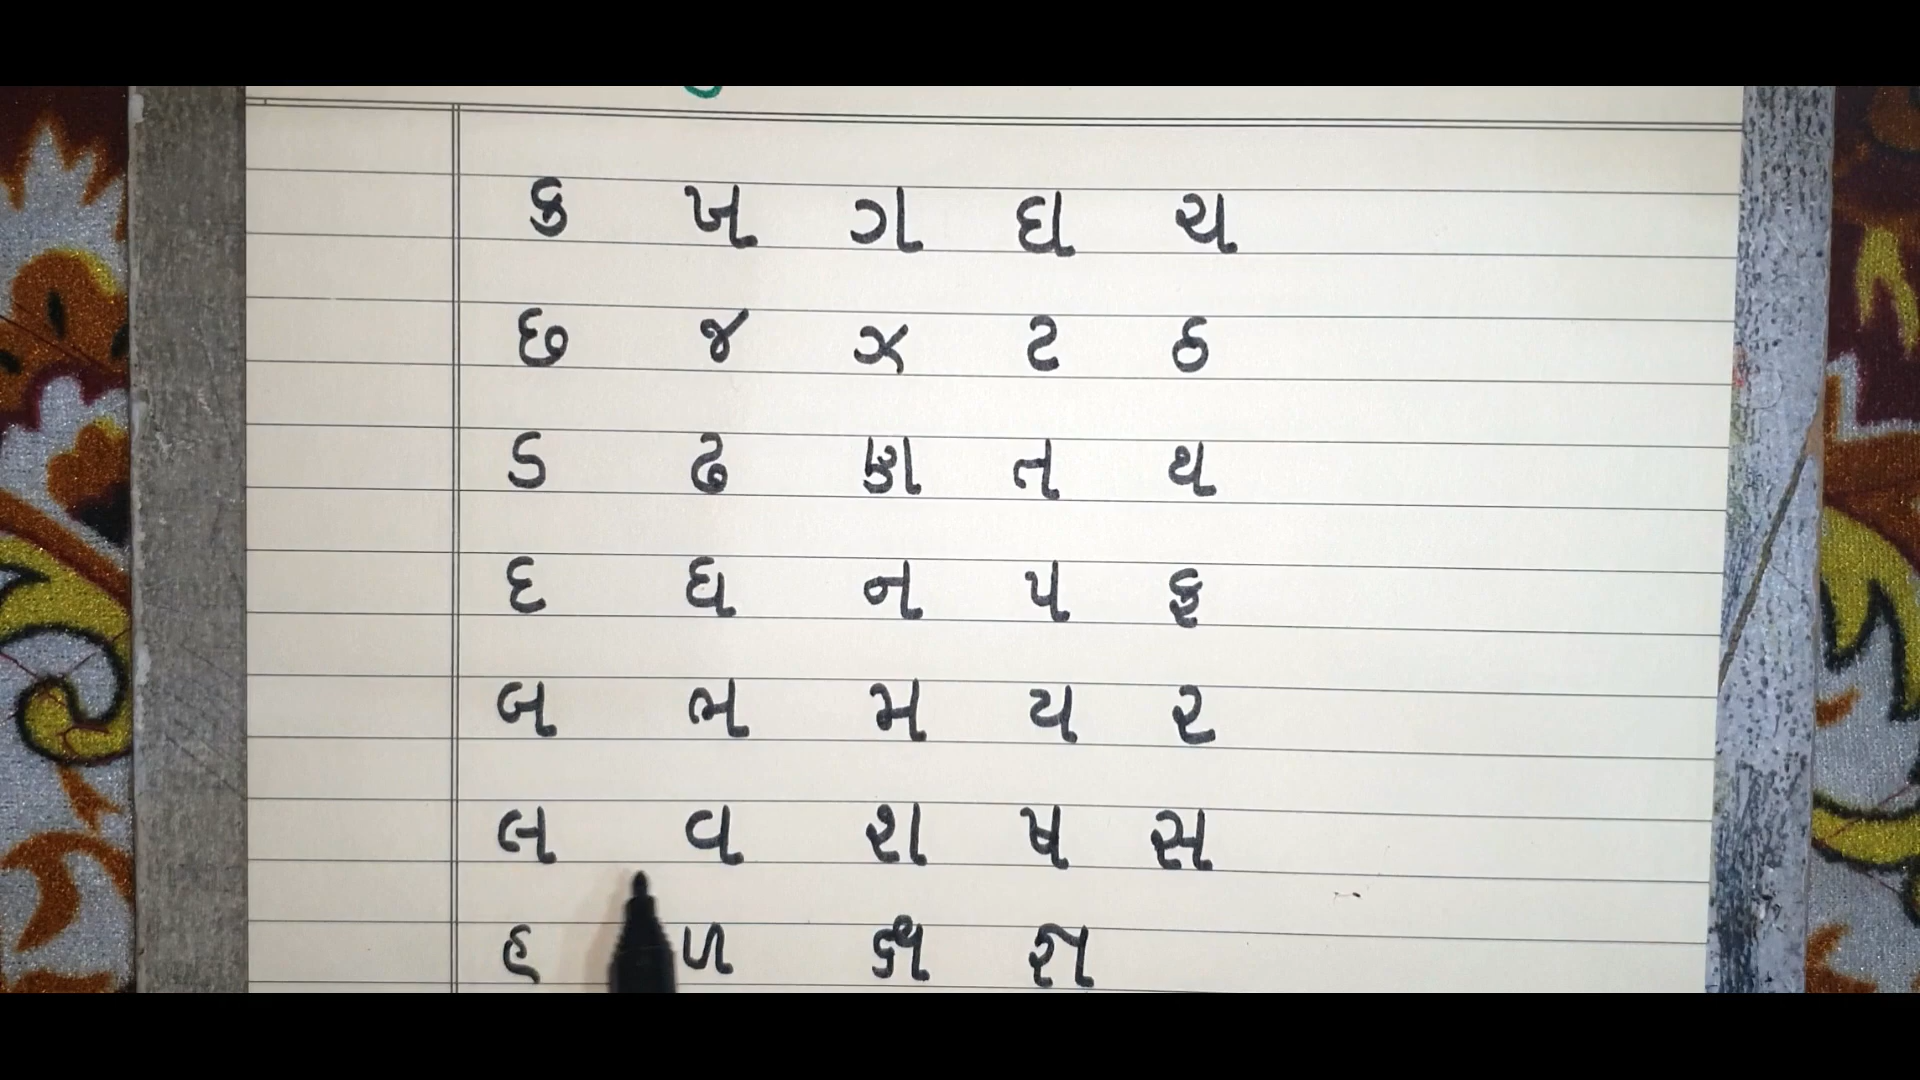 ક ખ ગ ઘ ચ
છ જ ઝ ટ ઠ
ડ ઢ ણ ત થ
દ ધ ન પ ફ
બ ભ મ ય ર
લ વ શ ષ સ
હ ળ ક્ષ જ્ઞ